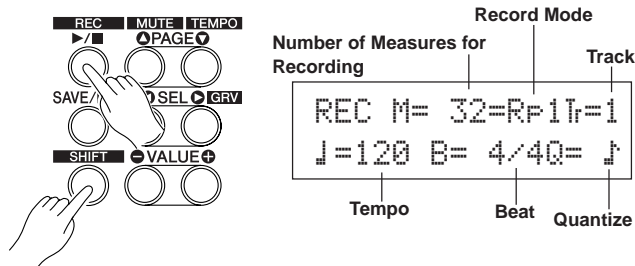 REC MUTE TEMPO
▶/■ ▲PAGE▼
SAVE/ SEL ▶ GRV
SHIFT −VALUE+
Record Mode
Number of Measures for
Recording
Track
REC M= 32=Rp1Tr=1
♩=120 B= 4/4Q= ♪
Tempo
Beat
Quantize